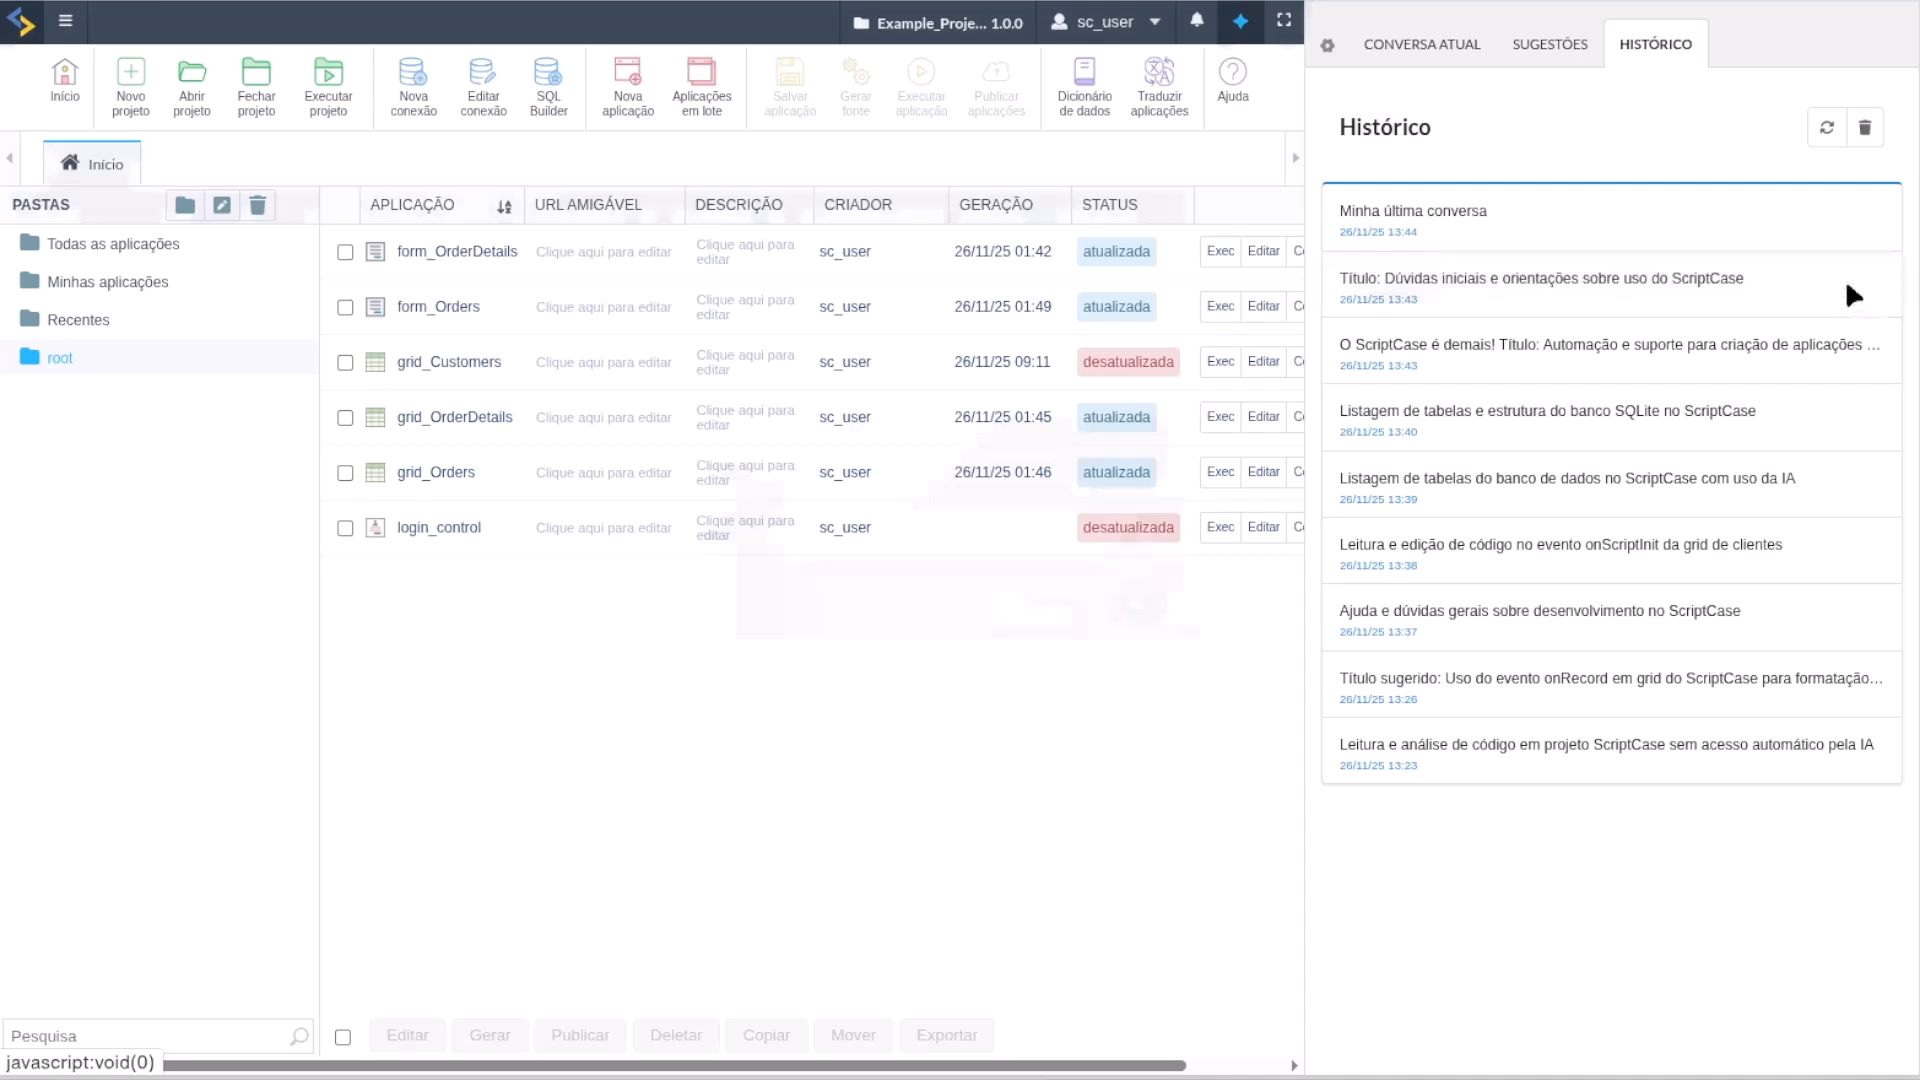 Example_Proje... 1.0.0
sc_user
CONVERSA ATUAL
SUGESTÕES
HISTÓRICO
Início
Novo
projeto
Abrir
projeto
Fechar
projeto
Executar
projeto
Nova
conexão
Editar
conexão
SQL
Builder
Nova
aplicação
Aplicações
em lote
Salvar
aplicação
Gerar
fonte
Executar
aplicação
Publicar
aplicações
Dicionário
de dados
Traduzir
aplicações
Ajuda
Início
PASTAS
Todas as aplicações
Minhas aplicações
Recentes
root
APLICAÇÃO URL AMIGÁVEL DESCRIÇÃO CRIADOR GERAÇÃO STATUS
form_OrderDetails Clique aqui para editar Clique aqui para
editar
sc_user 26/11/25 01:42 atualizada Exec Editar C
form_Orders Clique aqui para editar Clique aqui para
editar
sc_user 26/11/25 01:49 atualizada Exec Editar C
grid_Customers Clique aqui para editar Clique aqui para
editar
sc_user 26/11/25 09:11 desatualizada Exec Editar C
grid_OrderDetails Clique aqui para editar Clique aqui para
editar
sc_user 26/11/25 01:45 atualizada Exec Editar C
grid_Orders Clique aqui para editar Clique aqui para
editar
sc_user 26/11/25 01:46 atualizada Exec Editar C
login_control Clique aqui para editar Clique aqui para
editar
sc_user desatualizada Exec Editar C
Pesquisa
Editar Gerar Publicar Deletar Copiar Mover Exportar
javascript:void(0)
Histórico
Minha última conversa
26/11/25 13:44
Título: Dúvidas iniciais e orientações sobre uso do ScriptCase
26/11/25 13:43
O ScriptCase é demais! Título: Automação e suporte para criação de aplicações ...
26/11/25 13:43
Listagem de tabelas e estrutura do banco SQLite no ScriptCase
26/11/25 13:40
Listagem de tabelas do banco de dados no ScriptCase com uso da IA
26/11/25 13:39
Leitura e edição de código no evento onScriptInit da grid de clientes
26/11/25 13:38
Ajuda e dúvidas gerais sobre desenvolvimento no ScriptCase
26/11/25 13:37
Título sugerido: Uso do evento onRecord em grid do ScriptCase para formatação...
26/11/25 13:26
Leitura e análise de código em projeto ScriptCase sem acesso automático pela IA
26/11/25 13:23